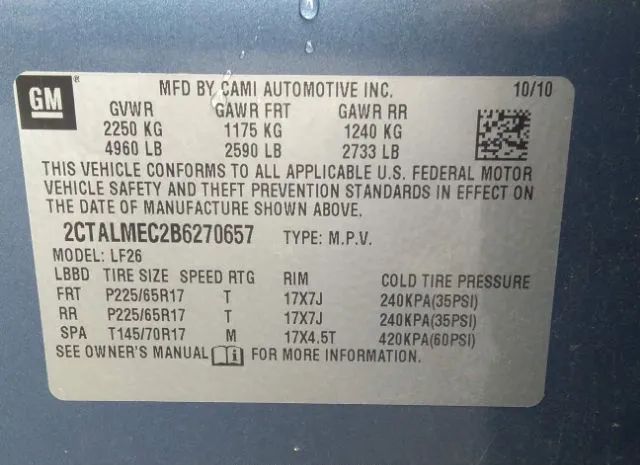 GM ®
MFD BY CAMI AUTOMOTIVE INC. 10/10
GVWR GAWR FRT GAWR RR
2250 KG 1175 KG 1240 KG
4960 LB 2590 LB 2733 LB
THIS VEHICLE CONFORMS TO ALL APPLICABLE U.S. FEDERAL MOTOR
VEHICLE SAFETY AND THEFT PREVENTION STANDARDS IN EFFECT ON
THE DATE OF MANUFACTURE SHOWN ABOVE.
2CTALMEC2B6270657 TYPE: M.P.V.
MODEL: LF26
LBBD TIRE SIZE SPEED RTG RIM COLD TIRE PRESSURE
FRT P225/65R17 T 17X7J 240KPA(35PSI)
RR P225/65R17 T 17X7J 240KPA(35PSI)
SPA T145/70R17 M 17X4.5T 420KPA(60PSI)
SEE OWNER'S MANUAL i FOR MORE INFORMATION.